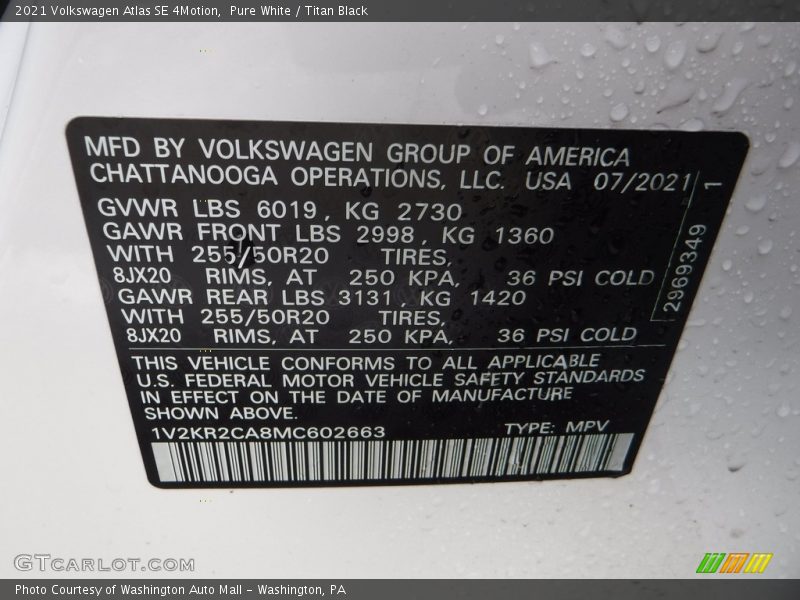 2021 Volkswagen Atlas SE 4Motion, Pure White / Titan Black
MFD BY VOLKSWAGEN GROUP OF AMERICA
CHATTANOOGA OPERATIONS, LLC. USA 07/2021 1
GVWR LBS 6019, KG 2730
GAWR FRONT LBS 2998, KG 1360
WITH 255/50R20 TIRES,
8JX20 RIMS, AT 250 KPA, 36 PSI COLD
GAWR REAR LBS 3131, KG 1420
WITH 255/50R20 TIRES,
8JX20 RIMS, AT 250 KPA, 36 PSI COLD
2969349
THIS VEHICLE CONFORMS TO ALL APPLICABLE
U.S. FEDERAL MOTOR VEHICLE SAFETY STANDARDS
IN EFFECT ON THE DATE OF MANUFACTURE
SHOWN ABOVE.
1V2KR2CA8MC602663 TYPE: MPV
GTCARLOT.COM
Photo Courtesy of Washington Auto Mall - Washington, PA